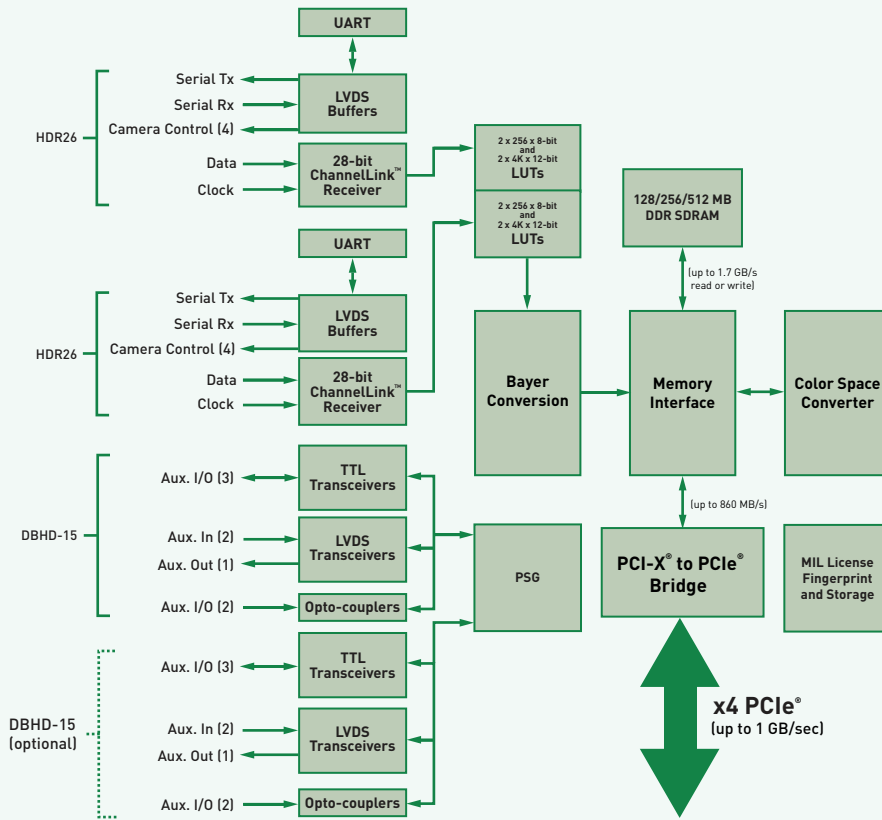 UART
Serial Tx
Serial Rx
Camera Control (4)
LVDS
Buffers
HDR26
Data
Clock
28-bit
ChannelLink™
Receiver
2 x 256 x 8-bit
and
2 x 4K x 12-bit
LUTs
2 x 256 x 8-bit
and
2 x 4K x 12-bit
LUTs
128/256/512 MB
DDR SDRAM
(up to 1.7 GB/s
read or write)
UART
Serial Tx
Serial Rx
Camera Control (4)
LVDS
Buffers
HDR26
Data
Clock
28-bit
ChannelLink™
Receiver
Bayer
Conversion
Memory
Interface
Color Space
Converter
(up to 860 MB/s)
DBHD-15
Aux. I/O (3)
TTL
Transceivers
Aux. In (2)
Aux. Out (1)
LVDS
Transceivers
Aux. I/O (2)
Opto-couplers
PSG
PCI-X® to PCIe®
Bridge
MIL License
Fingerprint
and Storage
DBHD-15
(optional)
Aux. I/O (3)
TTL
Transceivers
Aux. In (2)
Aux. Out (1)
LVDS
Transceivers
Aux. I/O (2)
Opto-couplers
x4 PCIe®
(up to 1 GB/sec)